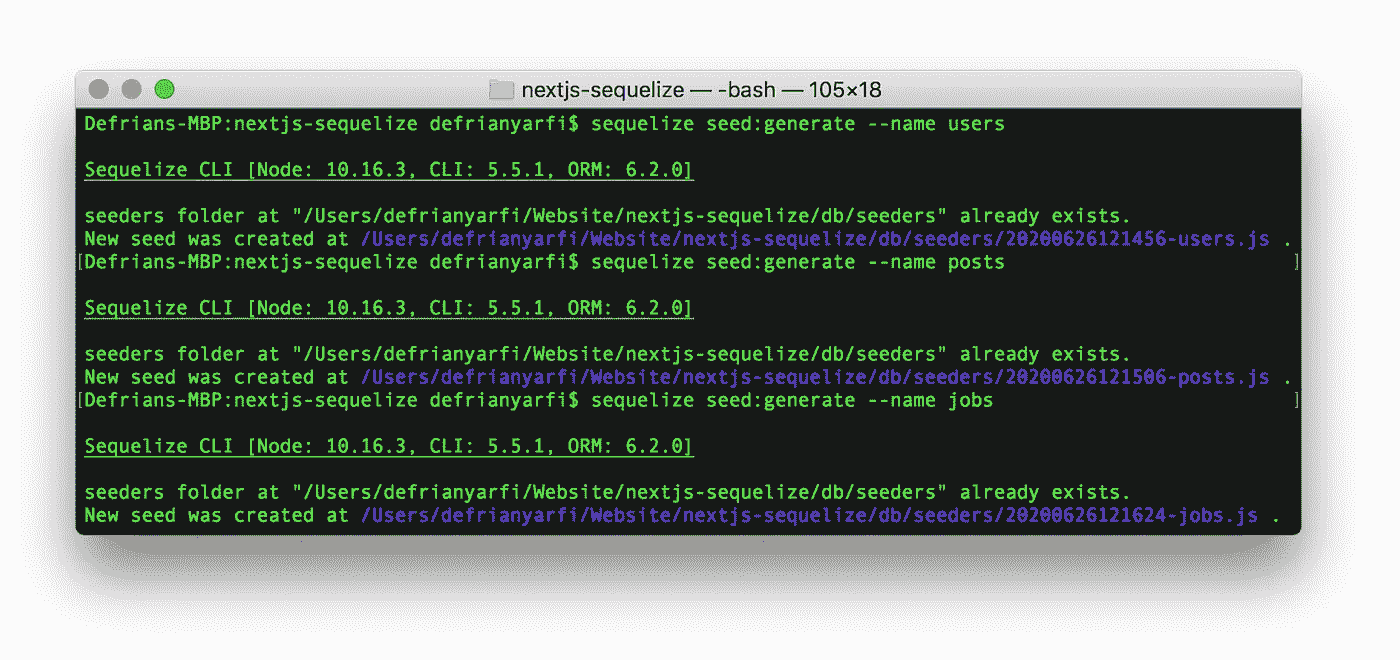 nextjs-sequelize — -bash — 105×18
Defrians-MBP:nextjs-sequelize defrianyarfi$ sequelize seed:generate --name users
Sequelize CLI [Node: 10.16.3, CLI: 5.5.1, ORM: 6.2.0]
seeders folder at "/Users/defrianyarfi/Website/nextjs-sequelize/db/seeders" already exists.
New seed was created at /Users/defrianyarfi/Website/nextjs-sequelize/db/seeders/20200626121456-users.js .
[Defrians-MBP:nextjs-sequelize defrianyarfi$ sequelize seed:generate --name posts ]
Sequelize CLI [Node: 10.16.3, CLI: 5.5.1, ORM: 6.2.0]
seeders folder at "/Users/defrianyarfi/Website/nextjs-sequelize/db/seeders" already exists.
New seed was created at /Users/defrianyarfi/Website/nextjs-sequelize/db/seeders/20200626121506-posts.js .
[Defrians-MBP:nextjs-sequelize defrianyarfi$ sequelize seed:generate --name jobs ]
Sequelize CLI [Node: 10.16.3, CLI: 5.5.1, ORM: 6.2.0]
seeders folder at "/Users/defrianyarfi/Website/nextjs-sequelize/db/seeders" already exists.
New seed was created at /Users/defrianyarfi/Website/nextjs-sequelize/db/seeders/20200626121624-jobs.js .